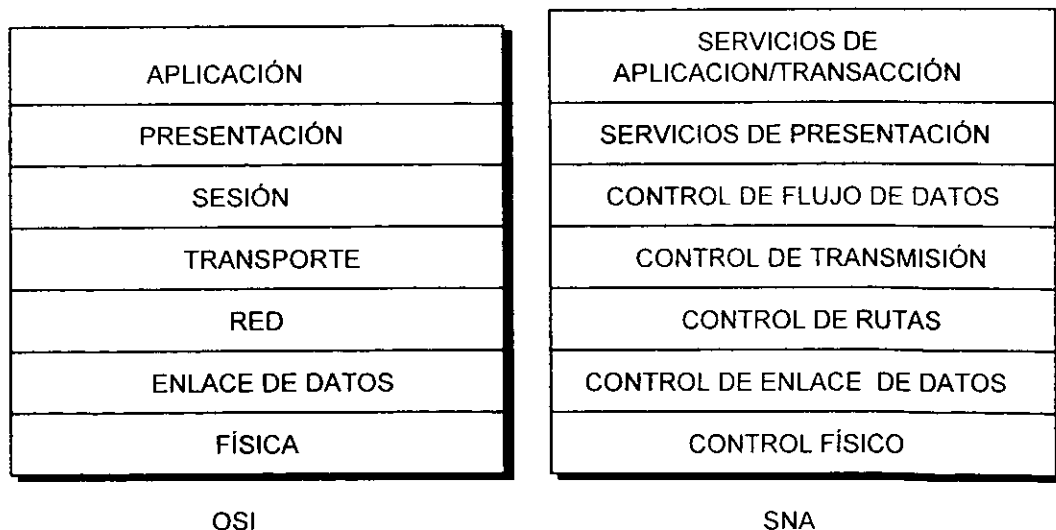 APLICACIÓN
PRESENTACIÓN
SESIÓN
TRANSPORTE
RED
ENLACE DE DATOS
FÍSICA
OSI
SERVICIOS DE
APLICACION/TRANSACCIÓN
SERVICIOS DE PRESENTACIÓN
CONTROL DE FLUJO DE DATOS
CONTROL DE TRANSMISIÓN
CONTROL DE RUTAS
CONTROL DE ENLACE DE DATOS
CONTROL FÍSICO
SNA